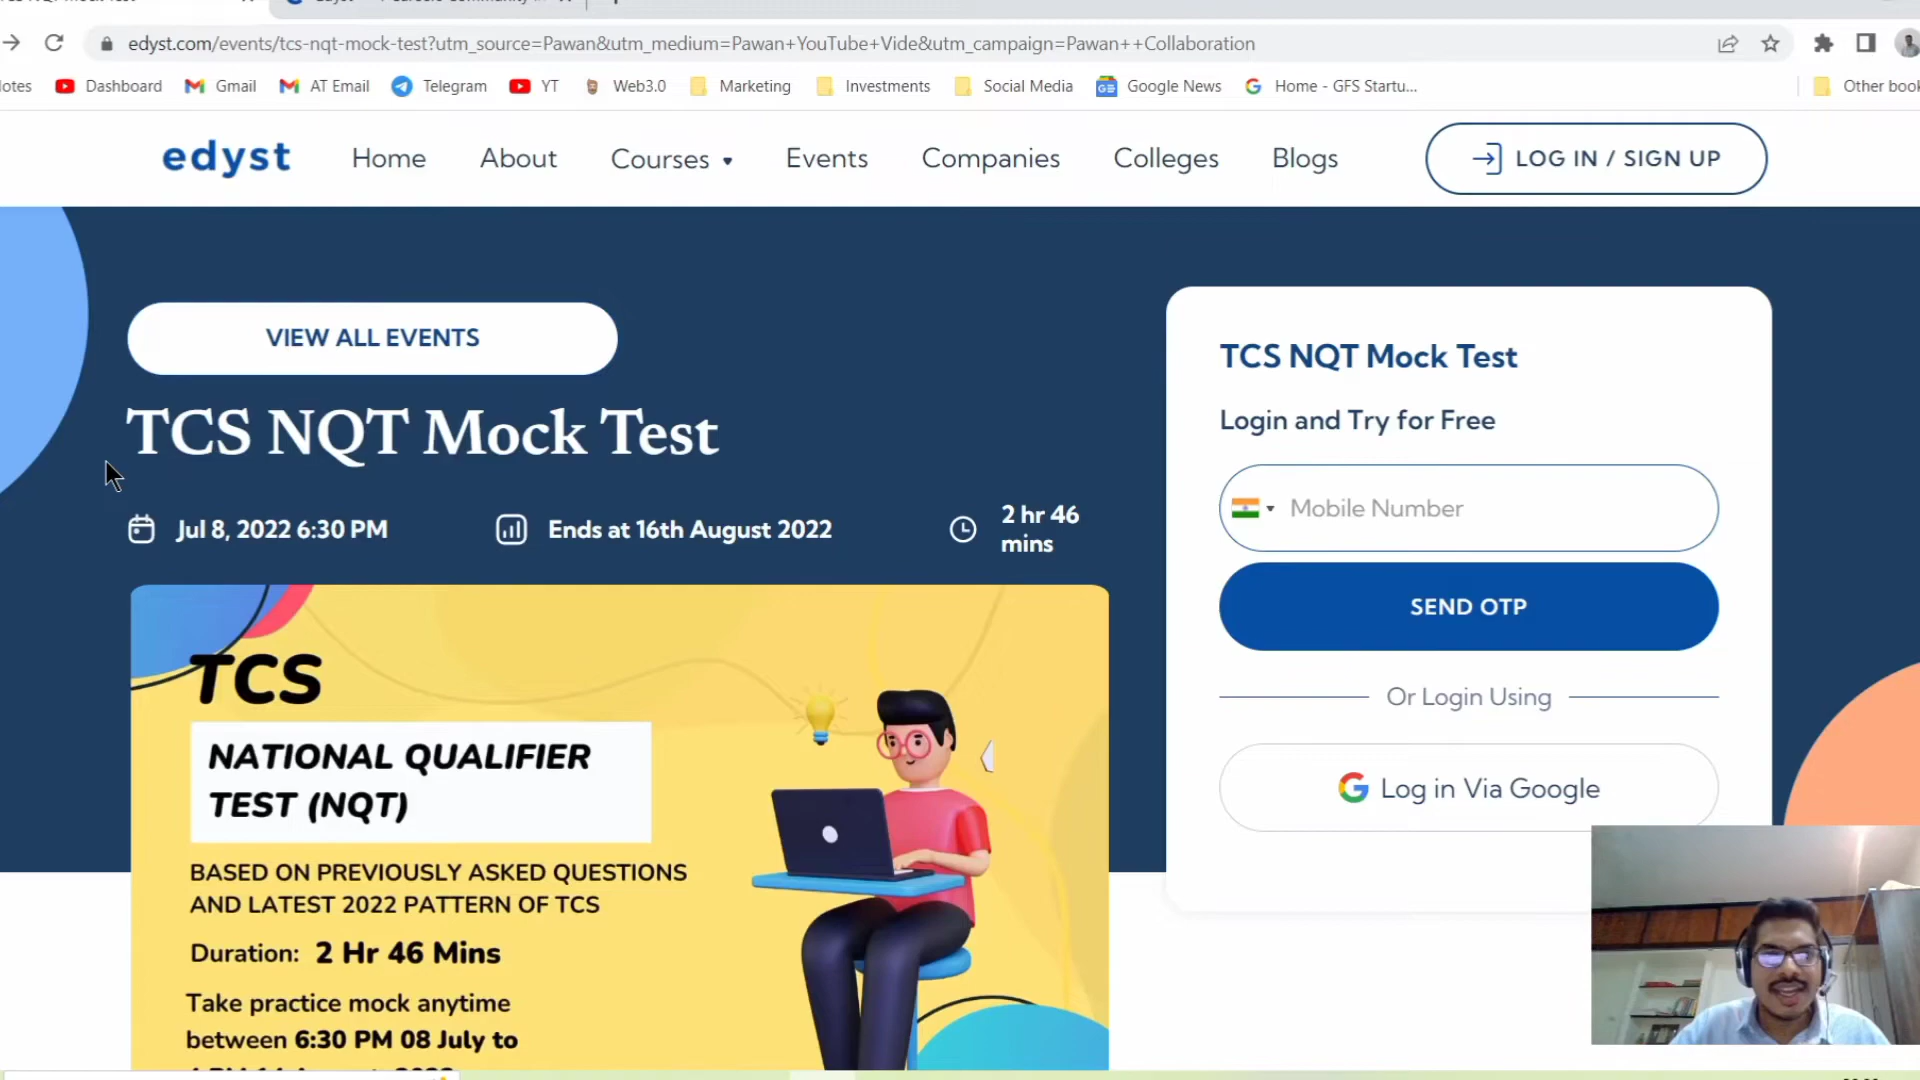 edyst.com/events/tcs-nqt-mock-test?utm_source=Pawan&utm_medium=Pawan+YouTube+Vide&utm_campaign=Pawan++Collaboration
Dashboard Gmail AT Email Telegram YT Web3.0 Marketing Investments Social Media Google News Home - GFS Startu... Other book
edyst Home About Courses Events Companies Colleges Blogs LOG IN / SIGN UP
VIEW ALL EVENTS
TCS NQT Mock Test
Jul 8, 2022 6:30 PM Ends at 16th August 2022 2 hr 46
mins
TCS
NATIONAL QUALIFIER
TEST (NQT)
BASED ON PREVIOUSLY ASKED QUESTIONS
AND LATEST 2022 PATTERN OF TCS
Duration: 2 Hr 46 Mins
Take practice mock anytime
between 6:30 PM 08 July to
TCS NQT Mock Test
Login and Try for Free
Mobile Number
SEND OTP
Or Login Using
Log in Via Google